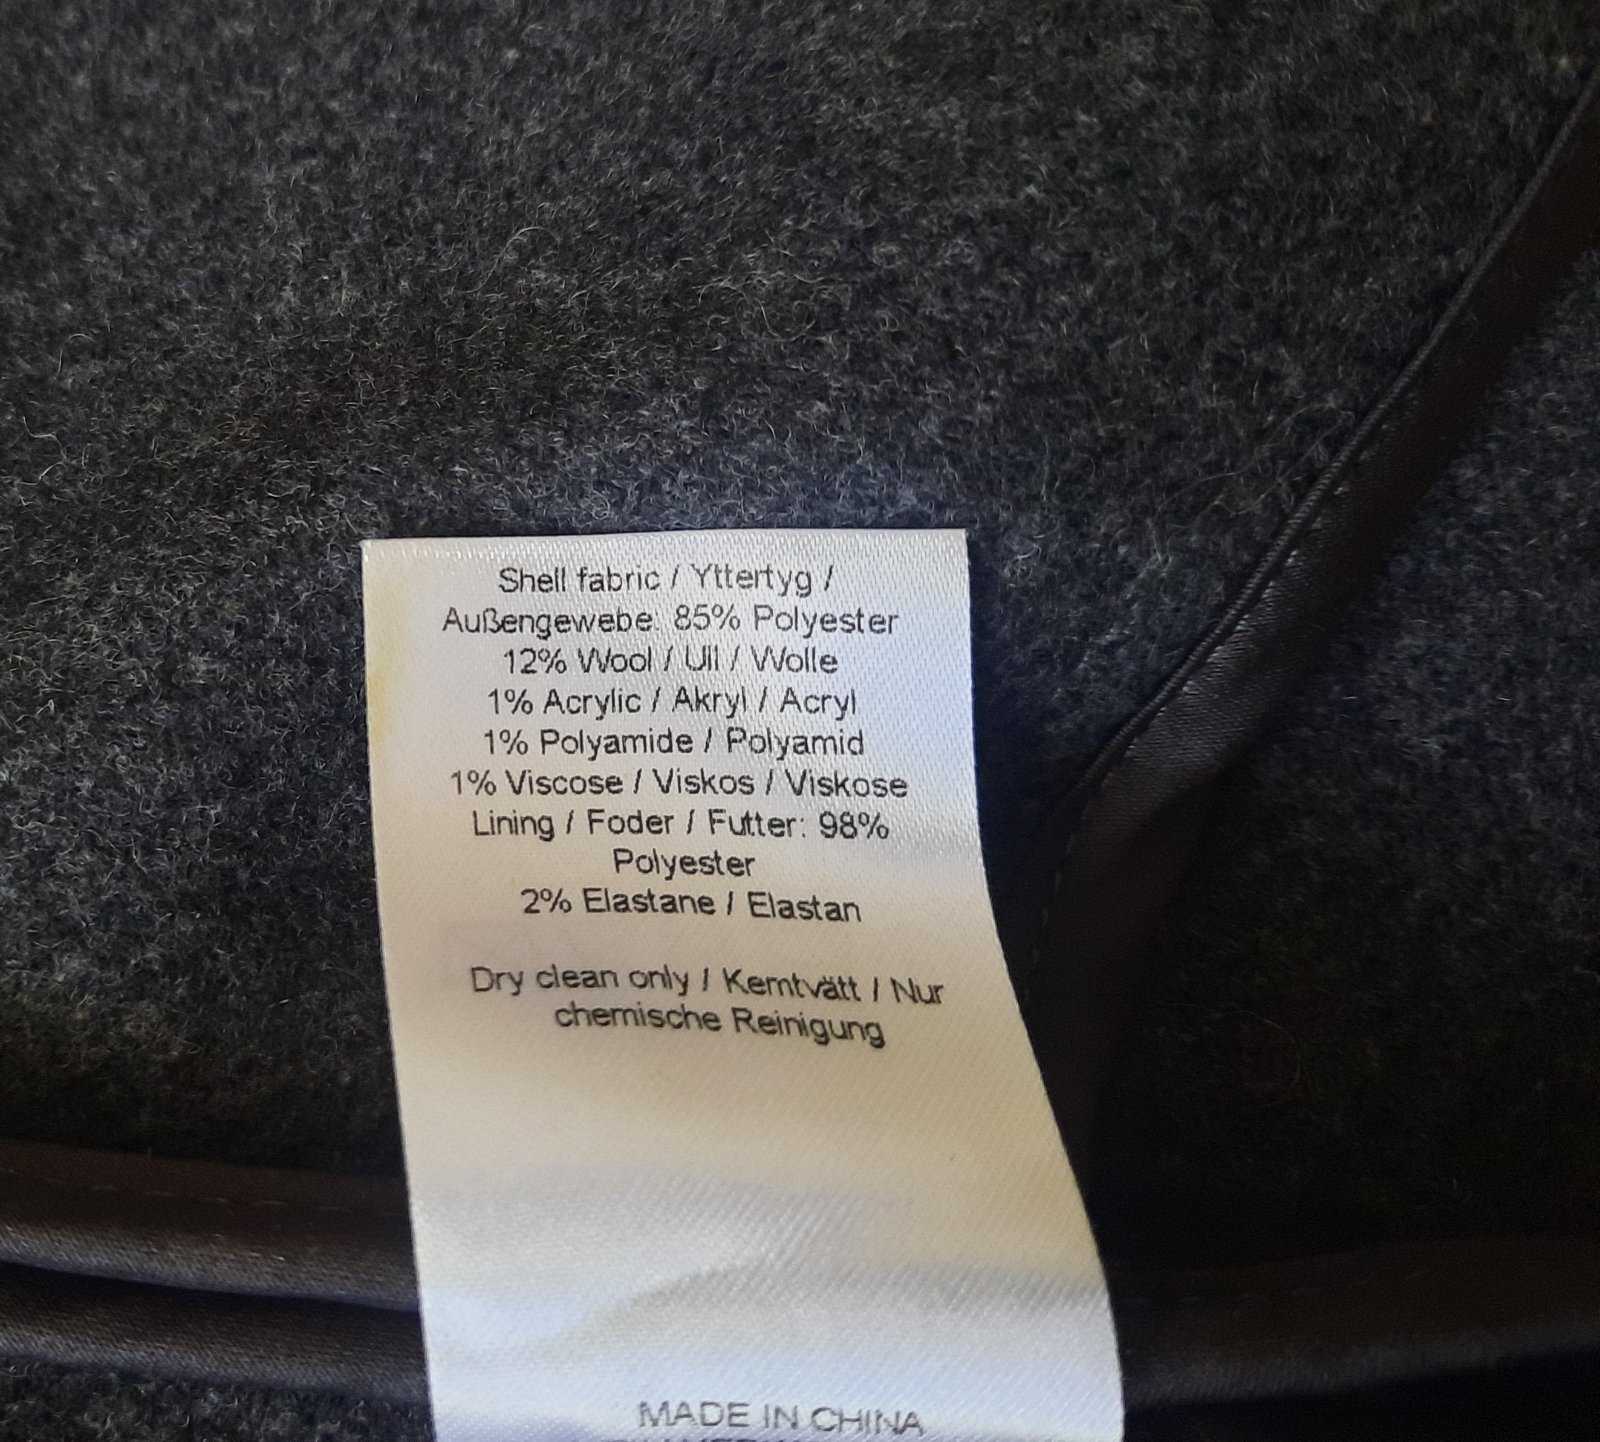 Shell fabric / Yttertyg /
Außengewebe: 85% Polyester
12% Wool / Ull / Wolle
1% Acrylic / Akryl / Acryl
1% Polyamide / Polyamid
1% Viscose / Viskos / Viskose
Lining / Foder / Futter: 98%
Polyester
2% Elastane / Elastan
Dry clean only / Kemtvätt / Nur
chemische Reinigung
MADE IN CHINA